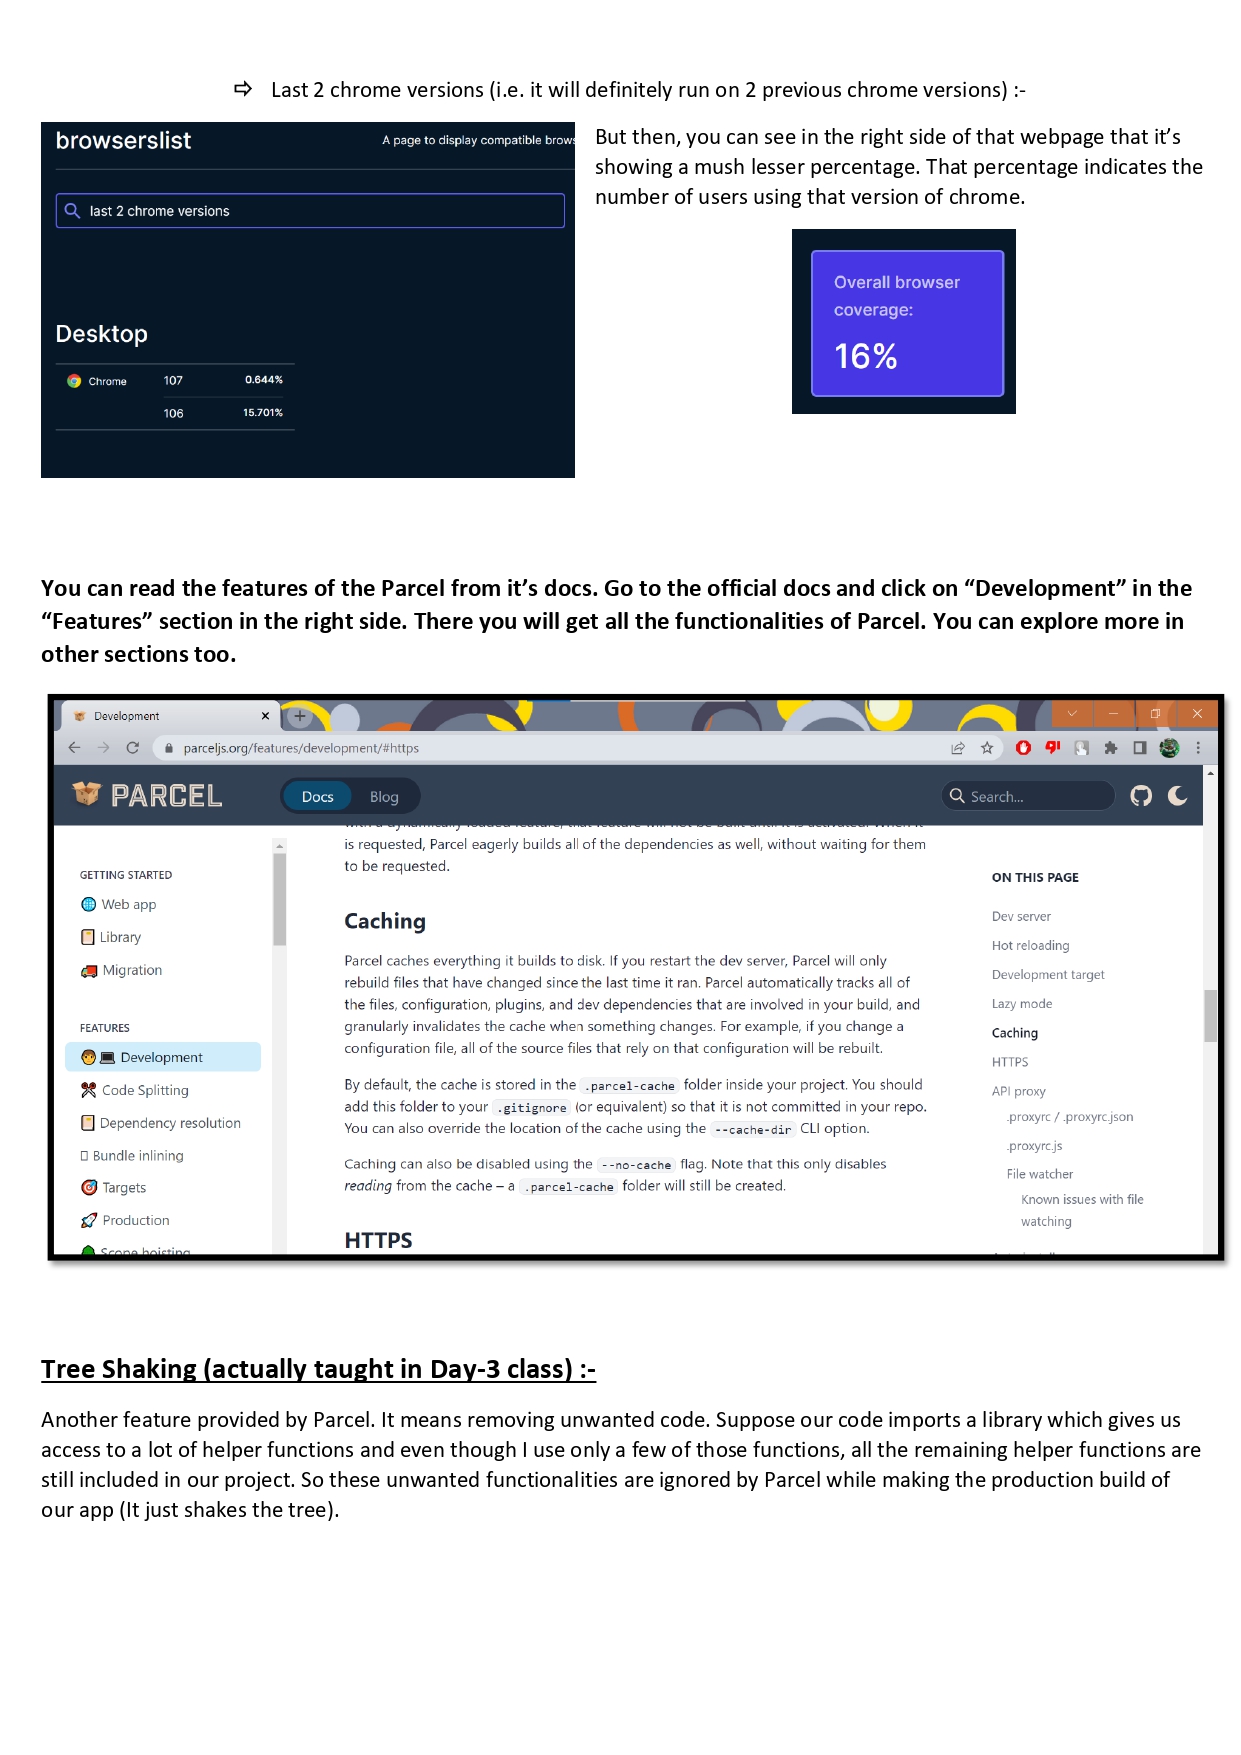 ⇨ Last 2 chrome versions (i.e. it will definitely run on 2 previous chrome versions) :-
browserslist
A page to display compatible brows
last 2 chrome versions
Desktop
Chrome 107 0.644%
106 15.701%
But then, you can see in the right side of that webpage that it’s
showing a mush lesser percentage. That percentage indicates the
number of users using that version of chrome.
Overall browser
coverage:
16%
You can read the features of the Parcel from it’s docs. Go to the official docs and click on “Development” in the
“Features” section in the right side. There you will get all the functionalities of Parcel. You can explore more in
other sections too.
Development
parceljs.org/features/development/#https
PARCEL
Docs
Blog
Search...
GETTING STARTED
Web app
Library
Migration
FEATURES
Development
Code Splitting
Dependency resolution
Bundle inlining
Targets
Production
Scope hoisting
is requested, Parcel eagerly builds all of the dependencies as well, without waiting for them
to be requested.
Caching
Parcel caches everything it builds to disk. If you restart the dev server, Parcel will only
rebuild files that have changed since the last time it ran. Parcel automatically tracks all of
the files, configuration, plugins, and dev dependencies that are involved in your build, and
granularly invalidates the cache when something changes. For example, if you change a
configuration file, all of the source files that rely on that configuration will be rebuilt.
By default, the cache is stored in the .parcel-cache folder inside your project. You should
add this folder to your .gitignore (or equivalent) so that it is not committed in your repo.
You can also override the location of the cache using the --cache-dir CLI option.
Caching can also be disabled using the --no-cache flag. Note that this only disables
reading from the cache – a .parcel-cache folder will still be created.
HTTPS
ON THIS PAGE
Dev server
Hot reloading
Development target
Lazy mode
Caching
HTTPS
API proxy
.proxyrc / .proxyrc.json
.proxyrc.js
File watcher
Known issues with file
watching
Tree Shaking (actually taught in Day-3 class) :-
Another feature provided by Parcel. It means removing unwanted code. Suppose our code imports a library which gives us
access to a lot of helper functions and even though I use only a few of those functions, all the remaining helper functions are
still included in our project. So these unwanted functionalities are ignored by Parcel while making the production build of
our app (It just shakes the tree).